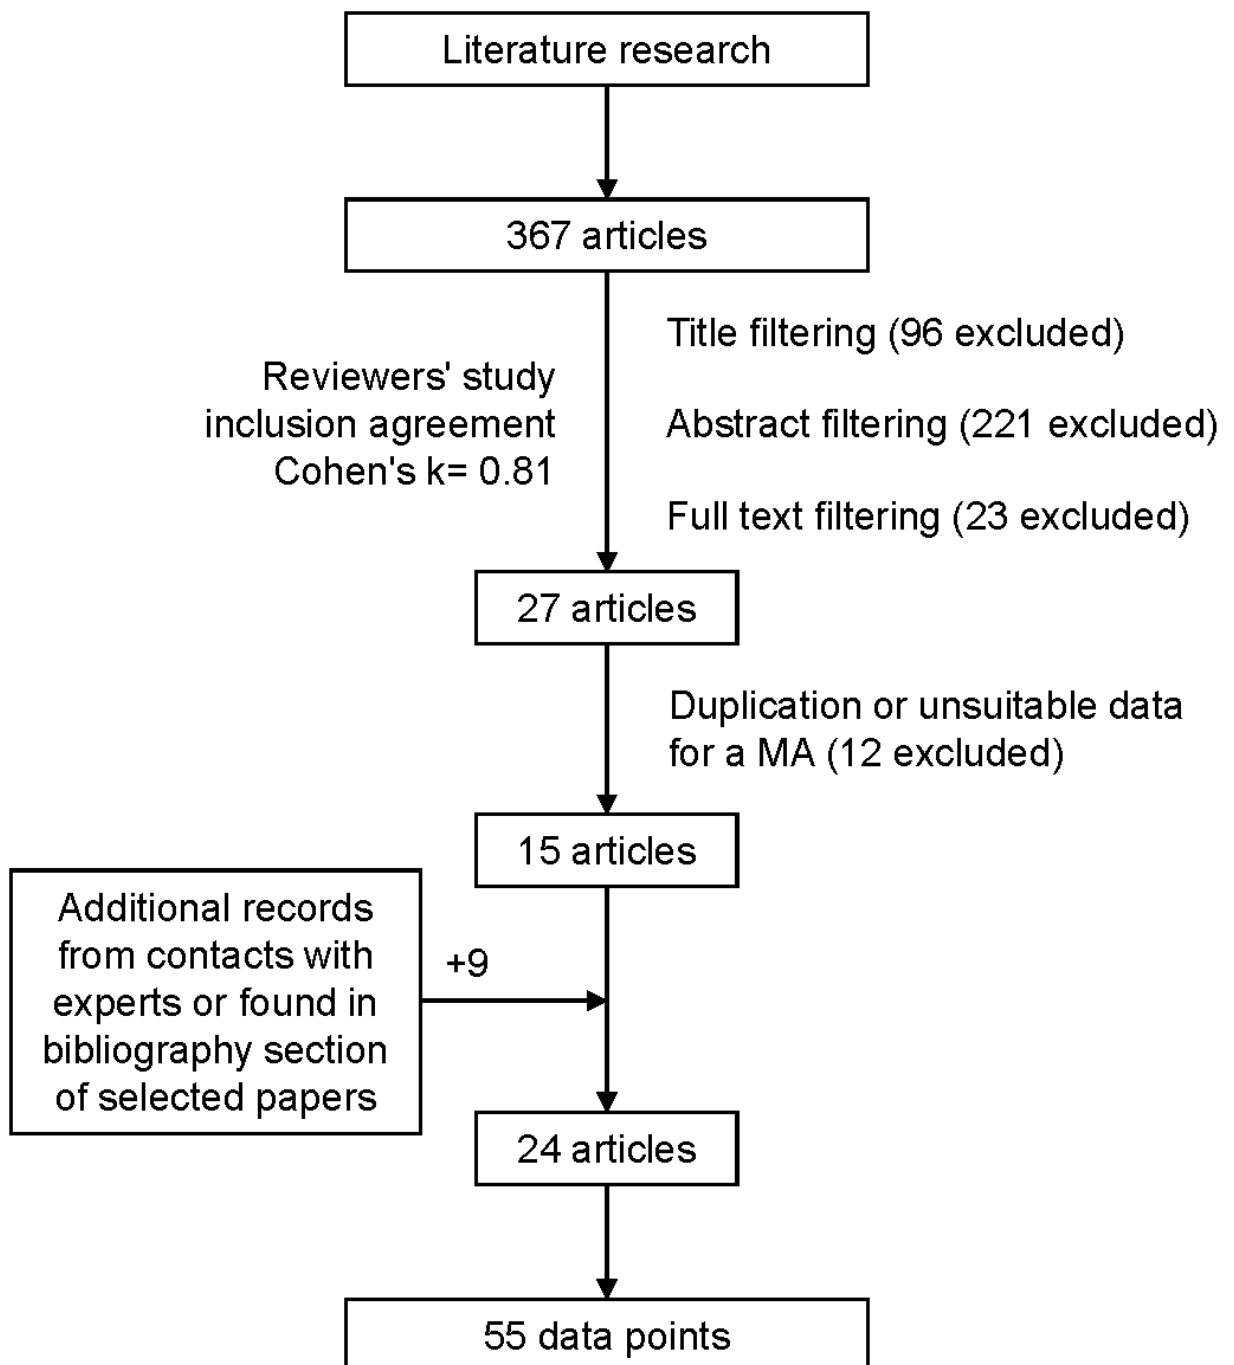 Literature research
367 articles
Reviewers' study
inclusion agreement
Cohen's k= 0.81
Title filtering (96 excluded)
Abstract filtering (221 excluded)
Full text filtering (23 excluded)
27 articles
Duplication or unsuitable data
for a MA (12 excluded)
15 articles
Additional records
from contacts with
experts or found in
bibliography section
of selected papers
+9
24 articles
55 data points